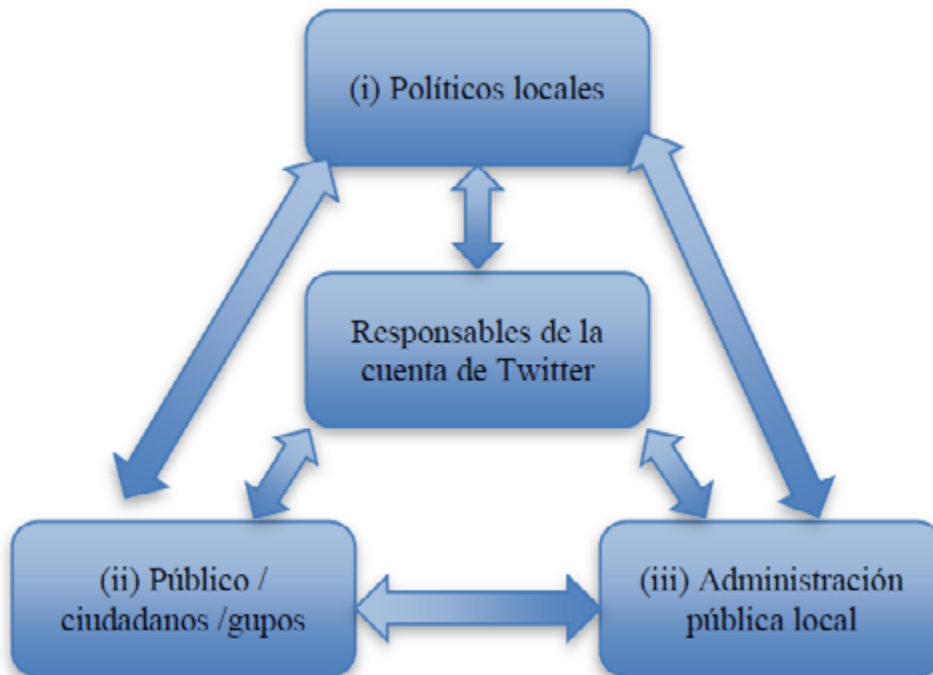 (i) Políticos locales
Responsables de la
cuenta de Twitter
(ii) Público /
ciudadanos /gupos
(iii) Administración
pública local